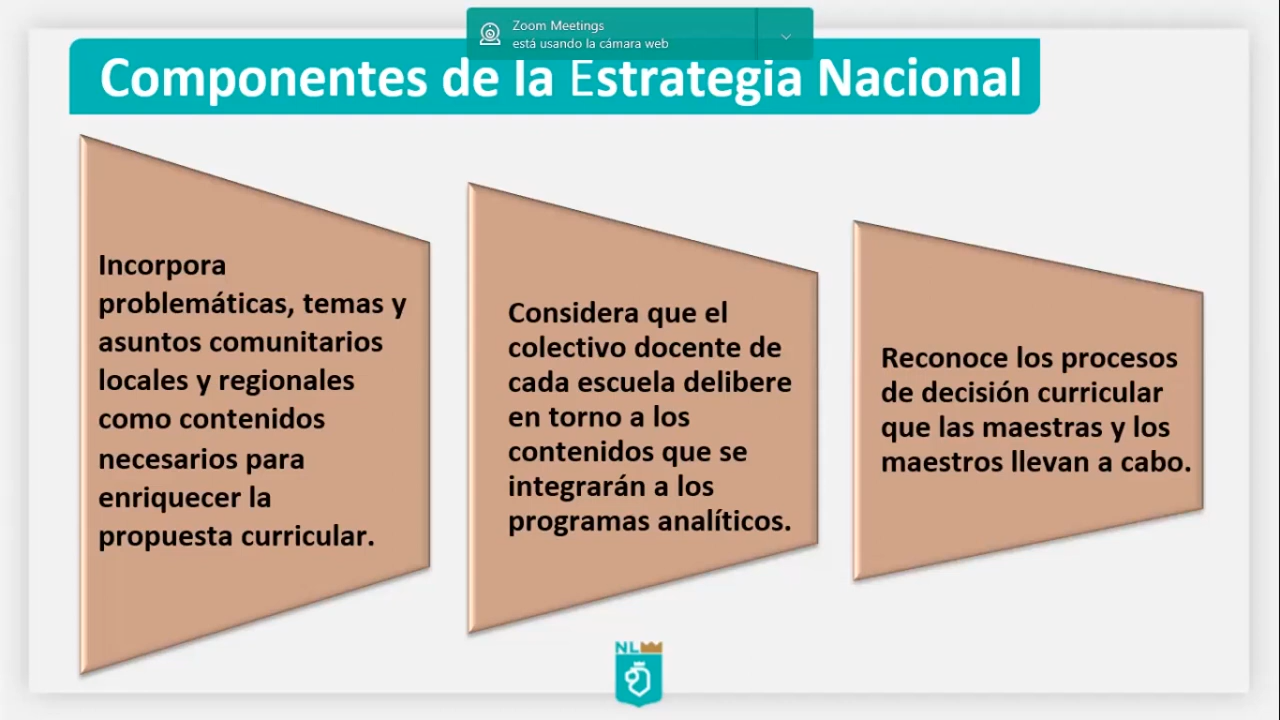 Zoom Meetings
está usando la cámara web
Componentes de la Estrategia Nacional
Incorpora
problemáticas, temas y
asuntos comunitarios
locales y regionales
como contenidos
necesarios para
enriquecer la
propuesta curricular.
Considera que el
colectivo docente de
cada escuela delibere
en torno a los
contenidos que se
integrarán a los
programas analíticos.
Reconoce los procesos
de decisión curricular
que las maestras y los
maestros llevan a cabo.
NL